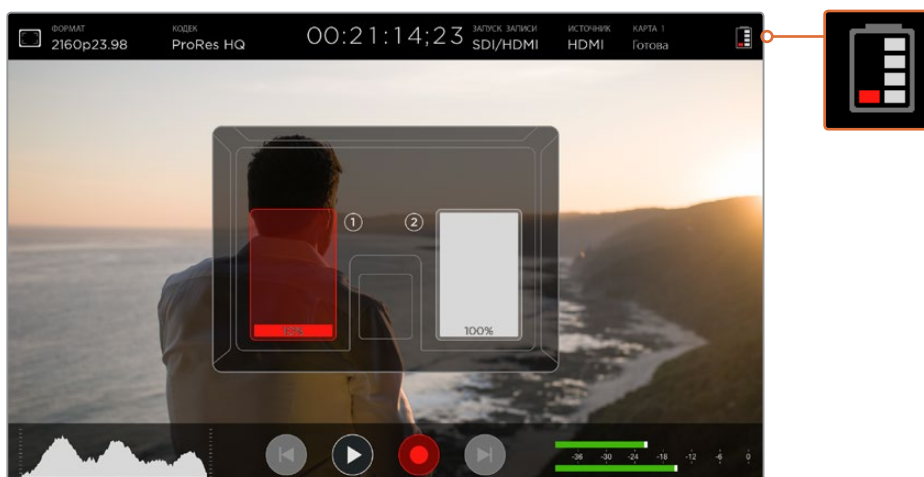 ФОРМАТ
2160p23.98
КОДЕК
ProRes HQ
00:21:14;23
ЗАПУСК ЗАПИСИ
SDI/HDMI
ИСТОЧНИК
HDMI
КАРТА 1
Готова
1
2
100%
-36 -30 -24 -18 -12 -6 0